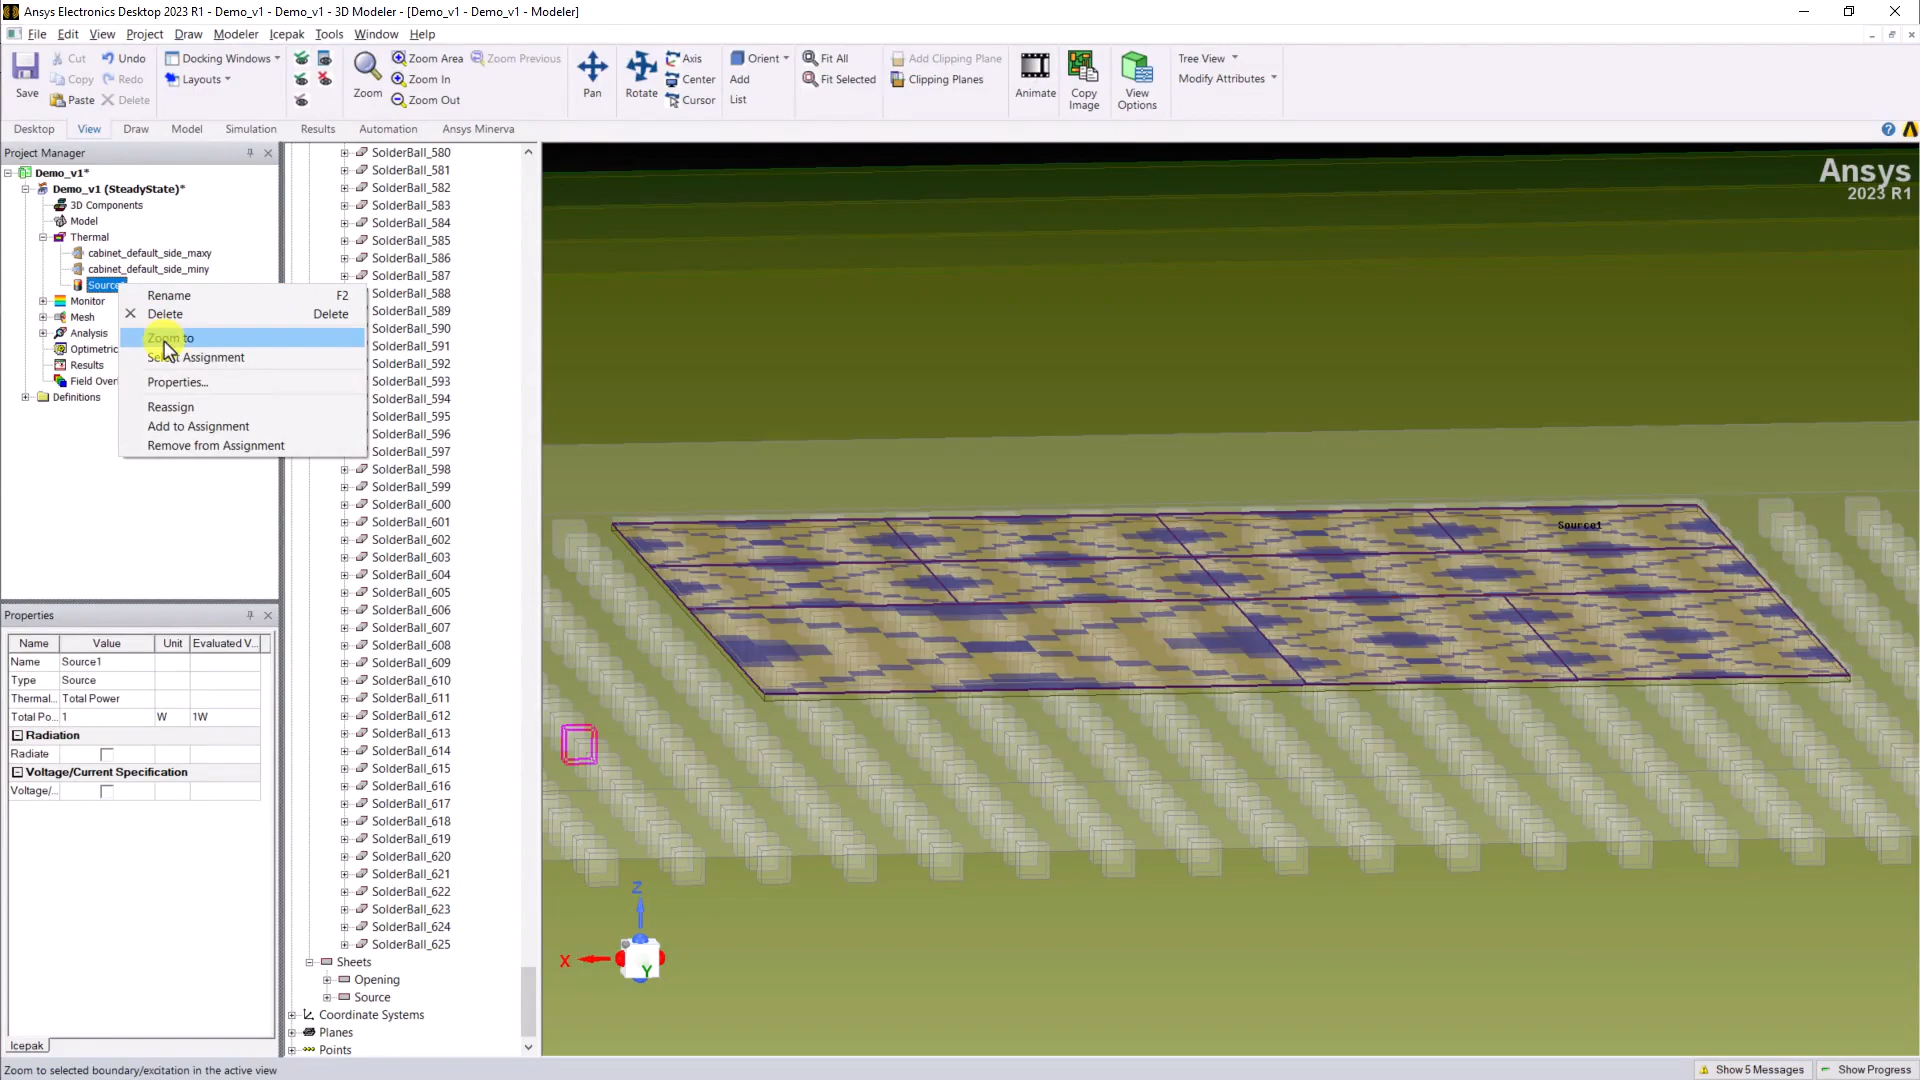 Ansys Electronics Desktop 2023 R1 - Demo_v1 - Demo_v1 - 3D Modeler - [Demo_v1 - Demo_v1 - Modeler]
File Edit View Project Draw Modeler Icepak Tools Window Help
Save
Cut
Copy
Paste
Undo
Redo
Delete
Docking Windows
Layouts
Zoom
Zoom Area
Zoom In
Zoom Out
Zoom Previous
Pan
Rotate
Axis
Center
Cursor
Orient
Add
List
Fit All
Fit Selected
Add Clipping Plane
Clipping Planes
Animate
Copy
Image
View
Options
Tree View
Modify Attributes
Desktop View Draw Model Simulation Results Automation Ansys Minerva
Project Manager
Demo_v1*
Demo_v1 (SteadyState)*
3D Components
Model
Thermal
cabinet_default_side_maxy
cabinet_default_side_miny
Source
Monitor
Mesh
Analysis
Optimetric
Results
Field Over
Definitions
Rename F2
Delete Delete
Zoom to
Select Assignment
Properties...
Reassign
Add to Assignment
Remove from Assignment
Properties
Name Value Unit Evaluated V...
Name Source1
Type Source
Thermal... Total Power
Total Po... 1 W 1W
Radiation
Radiate
Voltage/Current Specification
Voltage/...
Icepak
SolderBall_580
SolderBall_581
SolderBall_582
SolderBall_583
SolderBall_584
SolderBall_585
SolderBall_586
SolderBall_587
SolderBall_588
SolderBall_589
SolderBall_590
SolderBall_591
SolderBall_592
SolderBall_593
SolderBall_594
SolderBall_595
SolderBall_596
SolderBall_597
SolderBall_598
SolderBall_599
SolderBall_600
SolderBall_601
SolderBall_602
SolderBall_603
SolderBall_604
SolderBall_605
SolderBall_606
SolderBall_607
SolderBall_608
SolderBall_609
SolderBall_610
SolderBall_611
SolderBall_612
SolderBall_613
SolderBall_614
SolderBall_615
SolderBall_616
SolderBall_617
SolderBall_618
SolderBall_619
SolderBall_620
SolderBall_621
SolderBall_622
SolderBall_623
SolderBall_624
SolderBall_625
Sheets
Opening
Source
Coordinate Systems
Planes
Points
Ansys
2023 R1
Source1
Z
X
Y
Zoom to selected boundary/excitation in the active view
Show 5 Messages
Show Progress